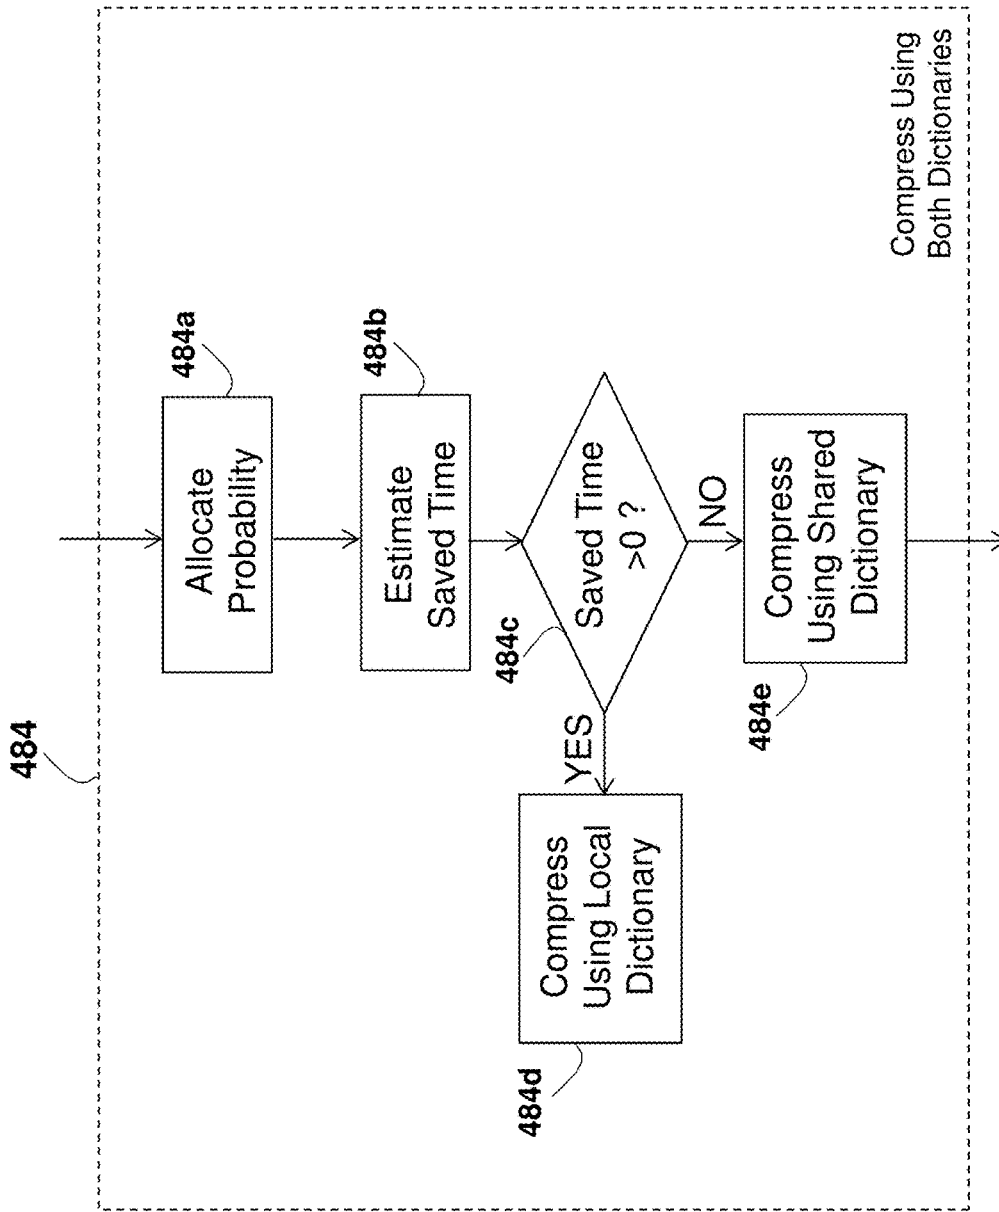 484
484a
Allocate
Probability
484b
Estimate
Saved Time
484c
Saved Time
>0 ?
YES
NO
484d
Compress
Using Local
Dictionary
484e
Compress
Using Shared
Dictionary
Compress Using
Both Dictionaries